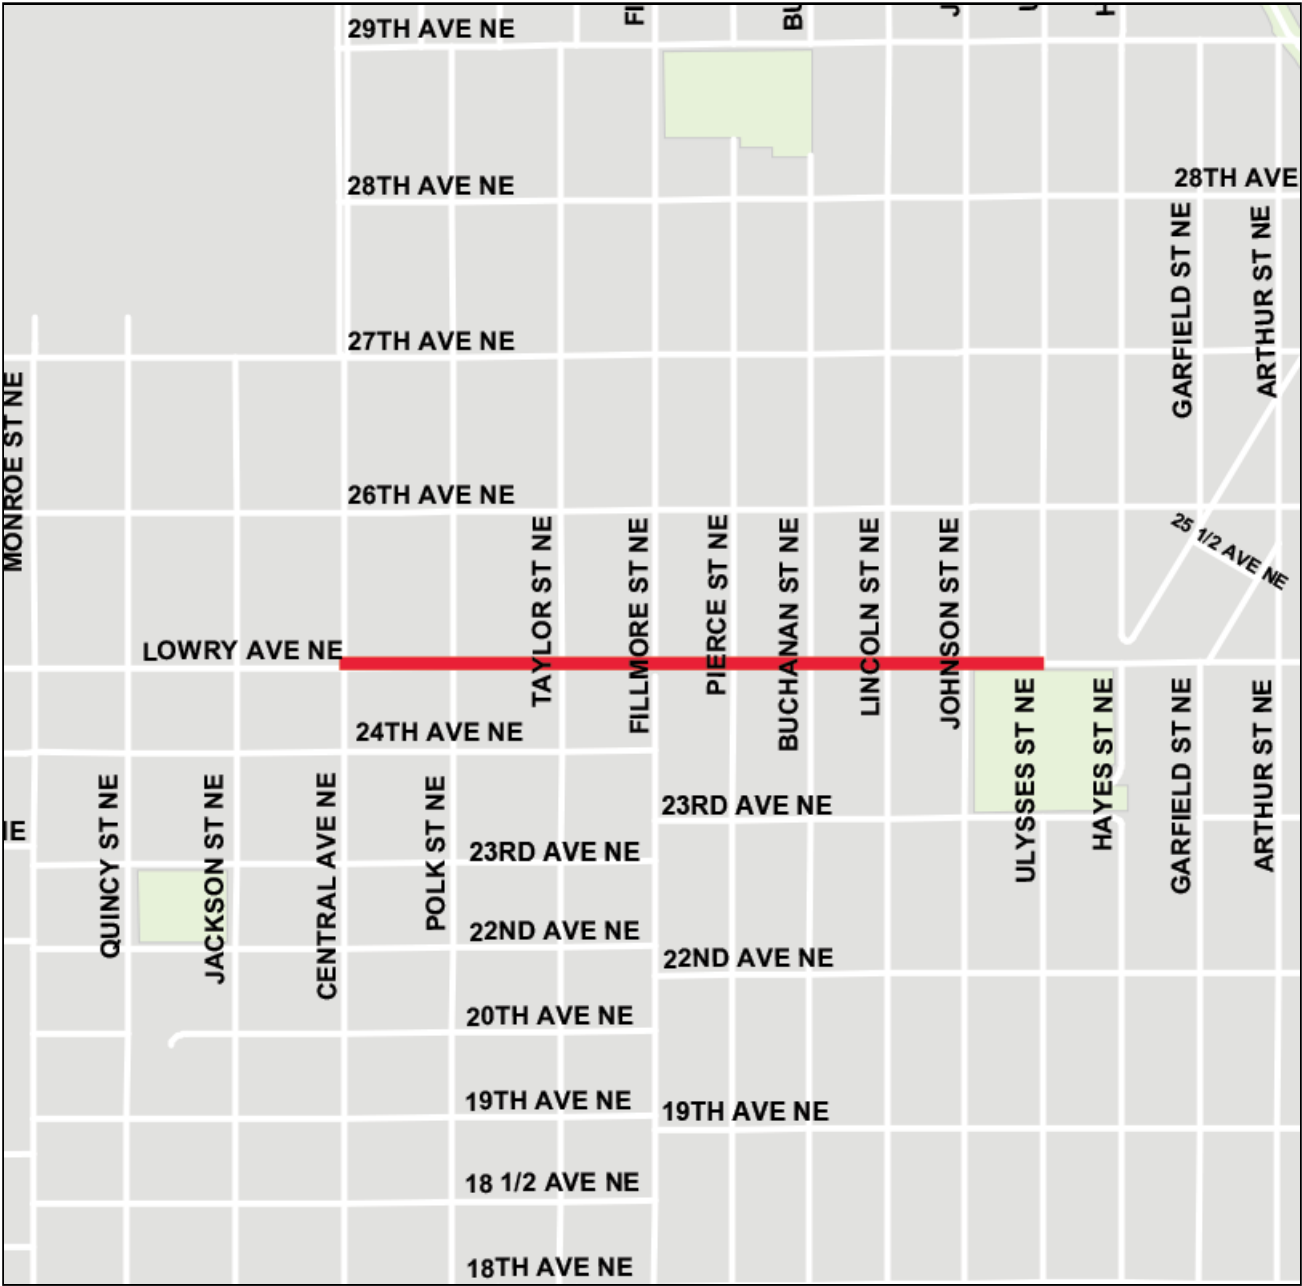 29TH AVE NE
28TH AVE NE
28TH AVE
GARFIELD ST NE
ARTHUR ST NE
27TH AVE NE
MONROE ST NE
26TH AVE NE
25 1/2 AVE NE
TAYLOR ST NE
FILLMORE ST NE
PIERCE ST NE
BUCHANAN ST NE
LINCOLN ST NE
JOHNSON ST NE
LOWRY AVE NE
24TH AVE NE
ULYSSES ST NE
HAYES ST NE
GARFIELD ST NE
ARTHUR ST NE
QUINCY ST NE
JACKSON ST NE
CENTRAL AVE NE
POLK ST NE
23RD AVE NE
23RD AVE NE
22ND AVE NE
22ND AVE NE
20TH AVE NE
19TH AVE NE
19TH AVE NE
18 1/2 AVE NE
18TH AVE NE